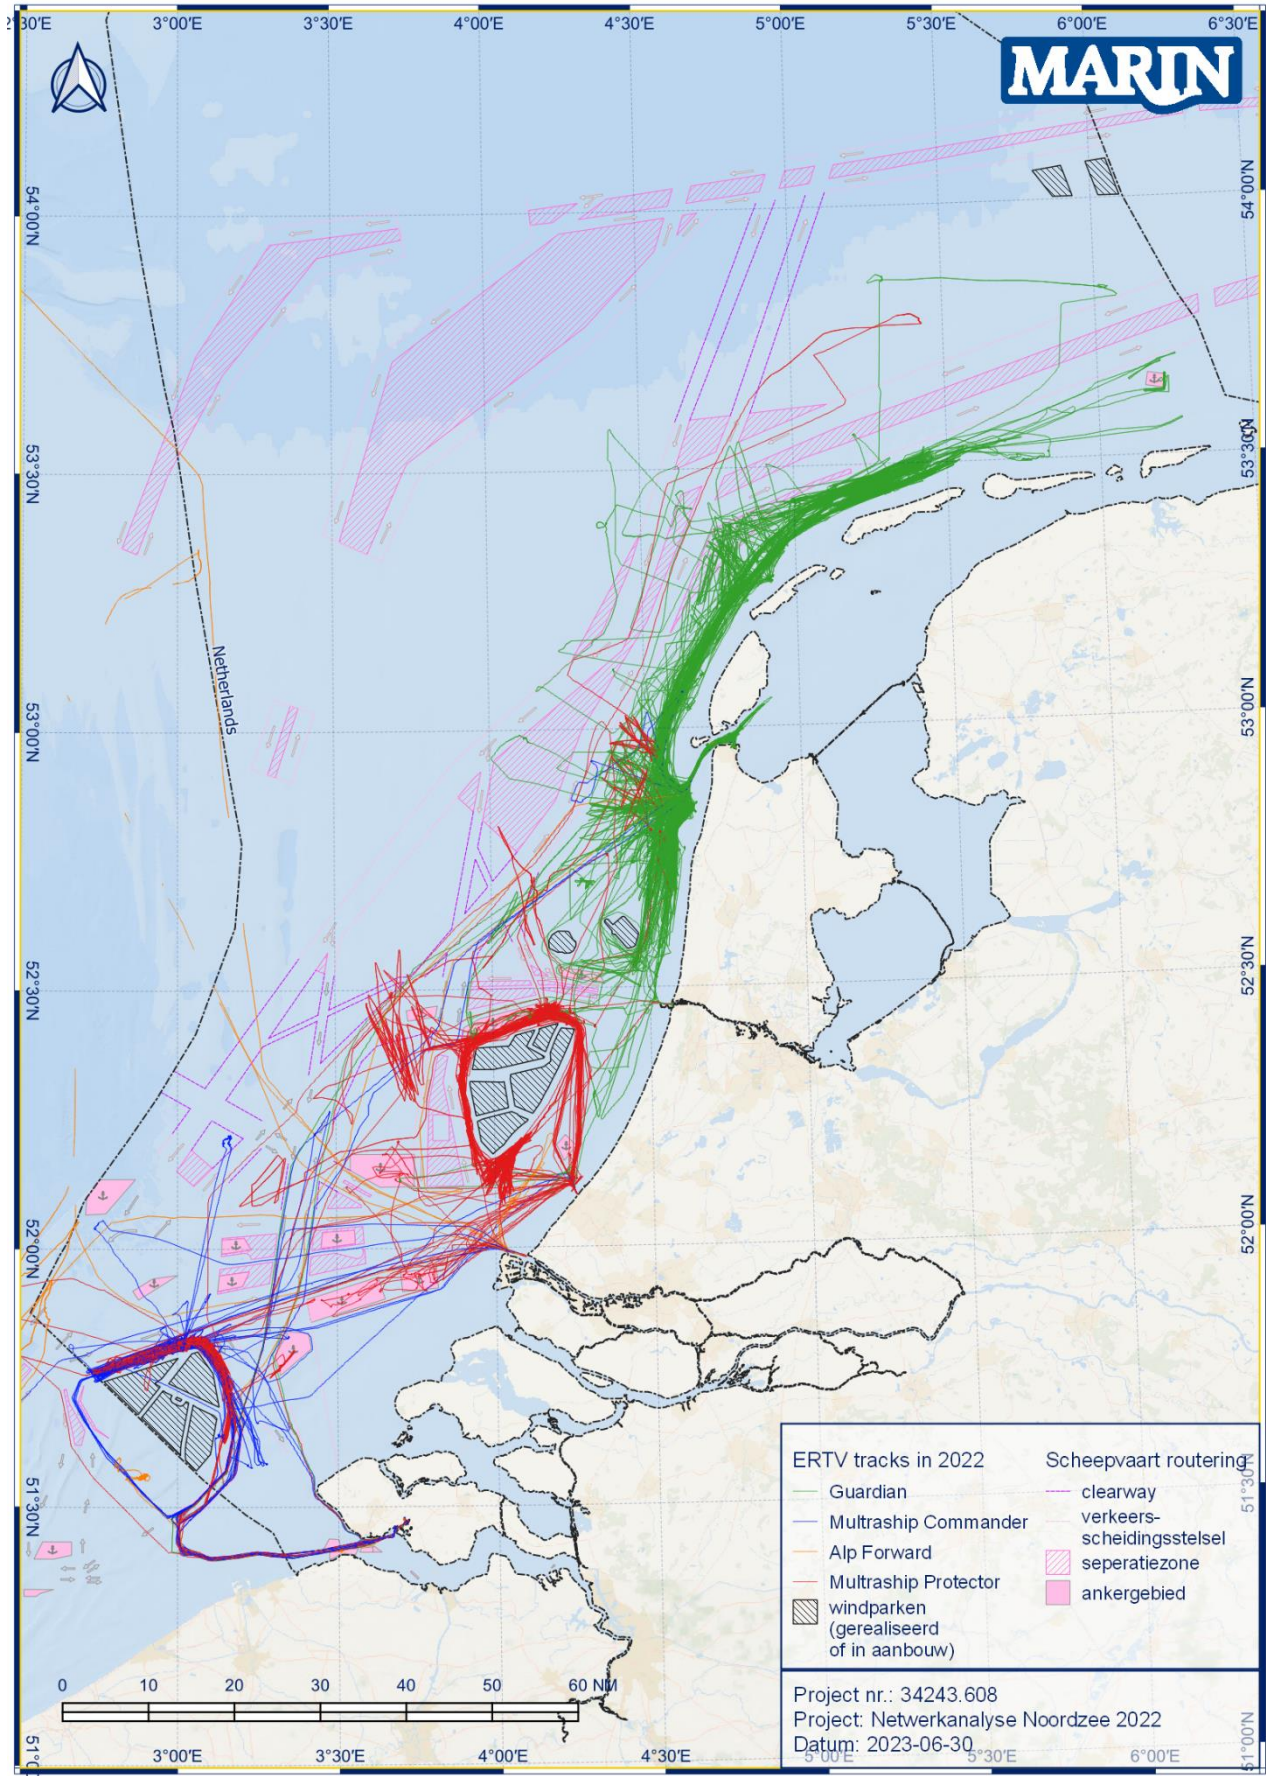 2°30'E 3°00'E 3°30'E 4°00'E 4°30'E 5°00'E 5°30'E 6°00'E 6°30'E
MARIN
54°00'N
54°00'N
53°30'N
53°30'N
Netherlands
53°00'N
53°00'N
52°30'N
52°30'N
52°00'N
52°00'N
51°30'N
51°30'N
ERTV tracks in 2022
Guardian
Multraship Commander
Alp Forward
Multraship Protector
windparken
(gerealiseerd
of in aanbouw)
Scheepvaart routering
clearway
verkeers-
scheidingsstelsel
seperatiezone
ankergebied
0 10 20 30 40 50 60 NM
Project nr.: 34243.608
Project: Netwerkanalyse Noordzee 2022
Datum: 2023-06-30
51°0
51°00'N
3°00'E 3°30'E 4°00'E 4°30'E 5°00'E 5°30'E 6°00'E